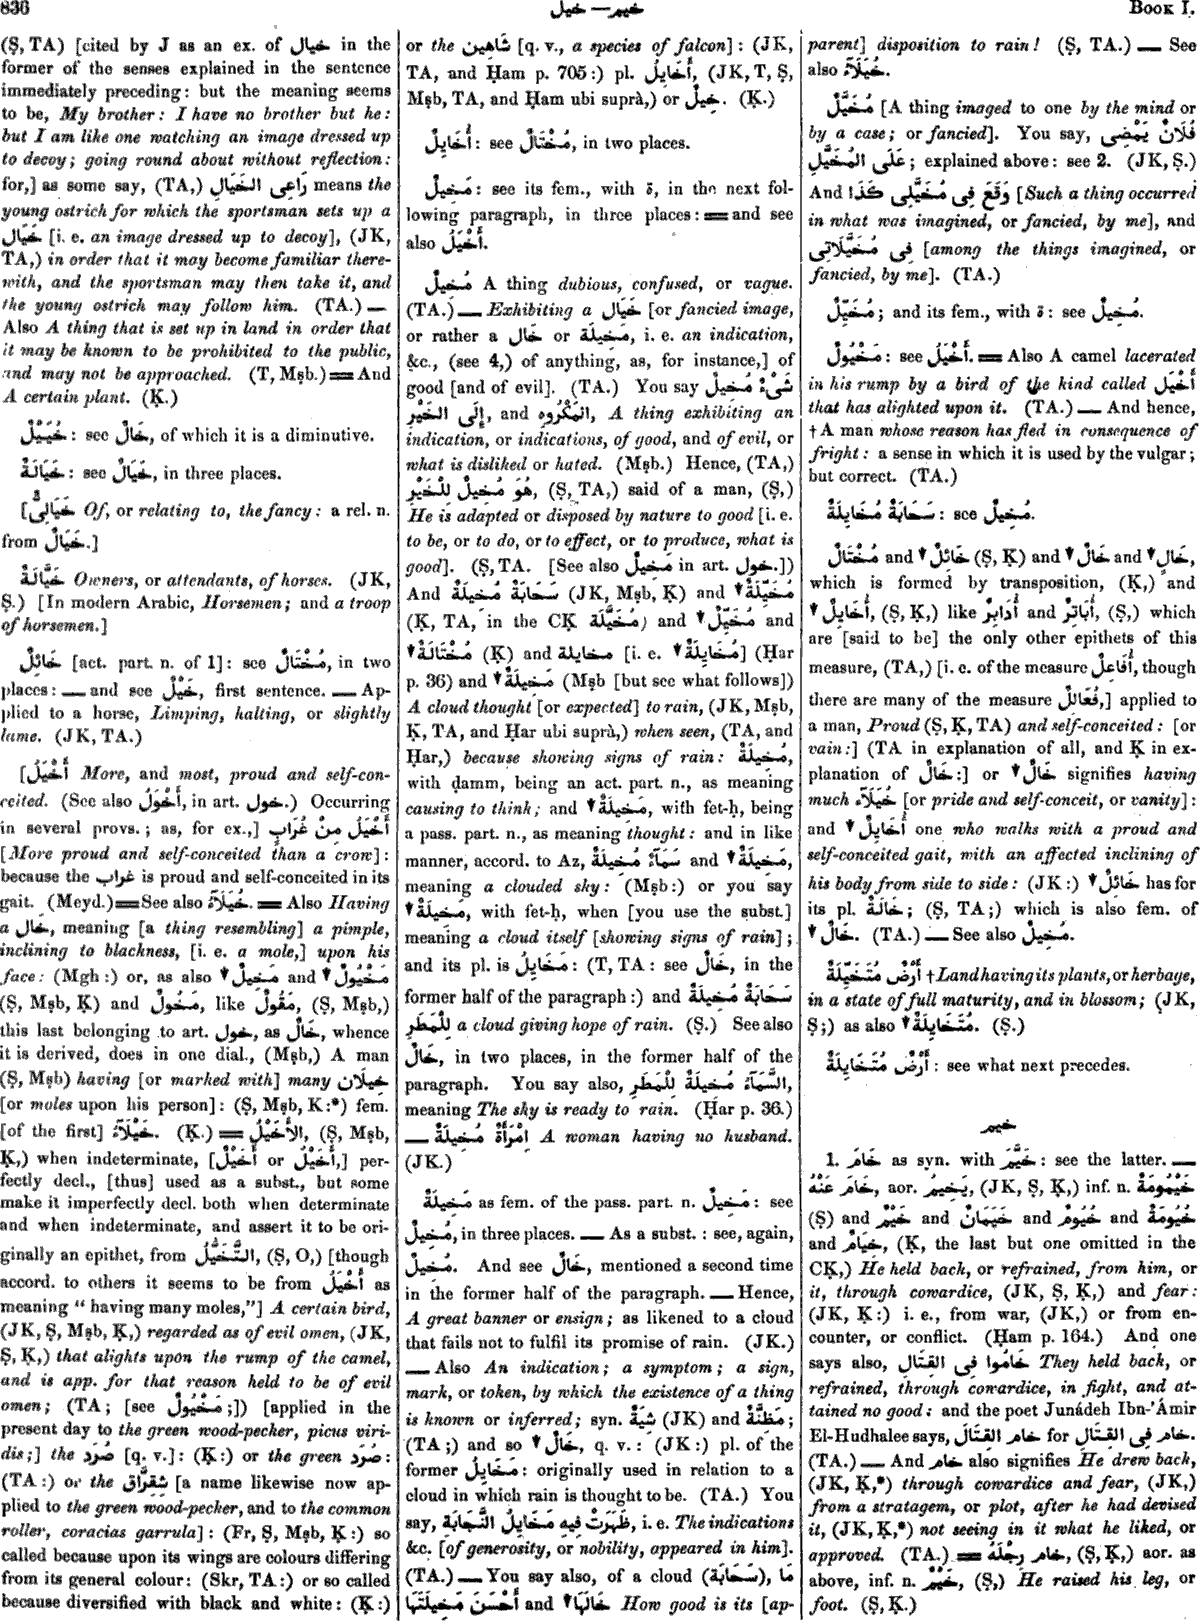 836
خيل — خيم
BOOK I.
(Ṣ, TA) [cited by J as an ex. of خيال in the
former of the senses explained in the sentence
immediately preceding: but the meaning seems
to be, My brother: I have no brother but he:
but I am like one watching an image dressed up
to decoy; going round about without reflection:
for,] as some say, (TA,) رَاعِى الخَيَالِ means the
young ostrich for which the sportsman sets up a
خَيَال [i. e. an image dressed up to decoy], (JK,
TA,) in order that it may become familiar there-
with, and the sportsman may then take it, and
the young ostrich may follow him. (TA.) —
Also A thing that is set up in land in order that
it may be known to be prohibited to the public,
and may not be approached. (T, Mṣb.) == And
A certain plant. (Ḳ.)
خُيَيْلٌ: see خَالٌ, of which it is a diminutive.
خَيَالَةٌ: see خَيَالٌ, in three places.
[خَيَالِىٌّ Of, or relating to, the fancy: a rel. n.
from خَيَالٌ.]
خَيَّالَةٌ Owners, or attendants, of horses. (JK,
Ṣ.) [In modern Arabic, Horsemen; and a troop
of horsemen.]
خَائِلٌ [act. part. n. of 1]: see مُخْتَالٌ, in two
places: — and see خَيْلٌ, first sentence. — Ap-
plied to a horse, Limping, halting, or slightly
lame. (JK, TA.)
[أَخْيَلُ More, and most, proud and self-con-
ceited. (See also أَخْوَلُ, in art. خول.) Occurring
in several provs.; as, for ex.,] أَخْيَلُ مِنْ غُرَابٍ
[More proud and self-conceited than a crow]:
because the غراب is proud and self-conceited in its
gait. (Meyd.) == See also خُيَلَآءُ. == Also Having
a خَال, meaning [a thing resembling] a pimple,
inclining to blackness, [i. e. a mole,] upon his
face: (Mgh:) or, as also ↓ مَخِيلٌ and ↓ مَخْيُولٌ
(Ṣ, Mṣb, Ḳ) and مَخُولٌ, like مَقُولٌ, (Ṣ, Mṣb,)
this last belonging to art. خول, as خَالٌ, whence
it is derived, does in one dial., (Mṣb,) A man
(Ṣ, Mṣb) having [or marked with] many خِيلَان
[or moles upon his person]: (Ṣ, Mṣb, K:*) fem.
[of the first] خَيْلَآءُ. (Ḳ.) == الأَخْيَلُ, (Ṣ, Mṣb,
Ḳ,) when indeterminate, [أَخْيَلٌ or أَخْيَلُ,] per-
fectly decl., [thus] used as a subst., but some
make it imperfectly decl. both when determinate
and when indeterminate, and assert it to be ori-
ginally an epithet, from التَّخَيُّلُ, (Ṣ, O,) [though
accord. to others it seems to be from أَخْيَلُ as
meaning “having many moles,”] A certain bird,
(JK, Ṣ, Mṣb, Ḳ,) regarded as of evil omen, (JK,
Ṣ, Ḳ,) that alights upon the rump of the camel,
and is app. for that reason held to be of evil
omen; (TA; [see مَخْيُولٌ;]) [applied in the
present day to the green wood-pecker, picus viri-
dis;] the صُرَد [q. v.]: (Ḳ:) or the green صُرَد:
(TA:) or the شِقِرَّاق [a name likewise now ap-
plied to the green wood-pecker, and to the common
roller, coracias garrula]: (Fr, Ṣ, Mṣb, Ḳ:) so
called because upon its wings are colours differing
from its general colour: (Skr, TA:) or so called
because diversified with black and white: (Ḳ:)
or the شَاهِين [q. v., a species of falcon]: (JK,
TA, and Ḥam p. 705:) pl. أَخَايِلُ, (JK, T, Ṣ,
Mṣb, TA, and Ḥam ubi suprà,) or خِيلٌ. (Ḳ.)
أُخَايِلٌ: see مُخْتَالٌ, in two places.
مَخِيلٌ: see its fem., with ة, in the next fol-
lowing paragraph, in three places: == and see
also أَخْيَلُ.
مُخِيلٌ A thing dubious, confused, or vague.
(TA.) — Exhibiting a خَيَال [or fancied image,
or rather a خَال or مَخِيلَة, i. e. an indication,
&c., (see 4,) of anything, as, for instance,] of
good [and of evil]. (TA.) You say شَىْءٌ مُخِيلٌ
إِلَى الخَيْرِ, and المَكْرُوهِ, A thing exhibiting an
indication, or indications, of good, and of evil, or
what is disliked or hated. (Mṣb.) Hence, (TA,)
هُوَ مُخِيلٌ لِلْخَيْرِ, (Ṣ, TA,) said of a man, (Ṣ,)
He is adapted or disposed by nature to good [i. e.
to be, or to do, or to effect, or to produce, what is
good]. (Ṣ, TA. [See also مَخِيلٌ in art. خول.])
And سَحَابَةٌ مُخِيلَةٌ (JK, Mṣb, Ḳ) and ↓ مُخَيِّلَةٌ
(Ḳ, TA, in the CḲ مُخَيَّلَة) and ↓ مُخَيِّلٌ and
↓ مُخْتَالَةٌ (Ḳ) and مخايلة [i. e. ↓ مُخَايِلَةٌ] (Ḥar
p. 36) and ↓ مَخِيلَةٌ (Mṣb [but see what follows])
A cloud thought [or expected] to rain, (JK, Mṣb,
Ḳ, TA, and Ḥar ubi suprà,) when seen, (TA, and
Ḥar,) because showing signs of rain: مُخِيلَةٌ,
with ḍamm, being an act. part. n., as meaning
causing to think; and ↓ مَخِيلَةٌ, with fet-ḥ, being
a pass. part. n., as meaning thought: and in like
manner, accord. to Az, سَمَآءٌ مُخِيلَةٌ and ↓ مَخِيلَةٌ,
meaning a clouded sky: (Mṣb:) or you say
↓ مَخِيلَةٌ, with fet-ḥ, when [you use the subst.]
meaning a cloud itself [showing signs of rain];
and its pl. is مَخَايِلُ: (T, TA: see خَالٌ, in the
former half of the paragraph:) and سَحَابَةٌ مُخِيلَةٌ
لِلْمَطَرِ a cloud giving hope of rain. (Ṣ.) See also
خَالٌ, in two places, in the former half of the
paragraph. You say also, السَّمَآءُ مُخِيلَةٌ لِلْمَطَرِ,
meaning The sky is ready to rain. (Ḥar p. 36.)
— اِمْرَأَةٌ مُخِيلَةٌ A woman having no husband.
(JK.)
مَخِيلَةٌ as fem. of the pass. part. n. مَخِيلٌ: see
مُخِيلٌ, in three places. — As a subst.: see, again,
مُخِيلٌ. And see خَالٌ, mentioned a second time
in the former half of the paragraph. — Hence,
A great banner or ensign; as likened to a cloud
that fails not to fulfil its promise of rain. (JK.)
— Also An indication; a symptom; a sign,
mark, or token, by which the existence of a thing
is known or inferred; syn. شِيَةٌ (JK) and مَظِنَّةٌ;
(TA;) and so ↓ خَالٌ, q. v.: (JK:) pl. of the
former مَخَايِلُ: originally used in relation to a
cloud in which rain is thought to be. (TA.) You
say, ظَهَرَتْ فِيهِ مَخَايِلُ النَّجَابَةِ, i. e. The indications
&c. [of generosity, or nobility, appeared in him].
(TA.) — You say also, of a cloud (سَحَابَة), مَا
أَحْسَنَ مَخِيلَتَهَا and ↓ خَالَهَا How good is its [ap-
parent] disposition to rain! (Ṣ, TA.) — See
also خُيَلَآءُ.
مُخَيَّلٌ [A thing imaged to one by the mind or
by a case; or fancied]. You say, فُلَانٌ يَمْضِى
عَلَى المُخَيَّلِ; explained above: see 2. (JK, Ṣ.)
And وَقَعَ فِى مُخَيَّلِى كَذَا [Such a thing occurred
in what was imagined, or fancied, by me], and
فِى مُخَيَّلَاتِى [among the things imagined, or
fancied, by me]. (TA.)
مُخَيِّلٌ; and its fem., with ة: see مُخِيلٌ.
مَخْيُولٌ: see أَخْيَلُ. == Also A camel lacerated
in his rump by a bird of the kind called أَخْيَل
that has alighted upon it. (TA.) — And hence,
† A man whose reason has fled in consequence of
fright: a sense in which it is used by the vulgar;
but correct. (TA.)
سَحَابَةٌ مُخَايِلَةٌ: see مُخِيلٌ.
مُخْتَالٌ and ↓ خَائِلٌ (Ṣ, Ḳ) and ↓ خَالٌ and ↓ خَالٍ,
which is formed by transposition, (Ḳ,) and
↓ أُخَايِلٌ, (Ṣ, Ḳ,) like أُدَابِرٌ and أُبَاتِرٌ, (Ṣ,) which
are [said to be] the only other epithets of this
measure, (TA,) [i. e. of the measure أُفَاعِلٌ, though
there are many of the measure فُعَالِلٌ,] applied to
a man, Proud (Ṣ, Ḳ, TA) and self-conceited: [or
vain:] (TA in explanation of all, and Ḳ in ex-
planation of خَالٌ:] or ↓ خَالٌ signifies having
much خُيَلَآء [or pride and self-conceit, or vanity]:
and ↓ أُخَايِلٌ one who walks with a proud and
self-conceited gait, with an affected inclining of
his body from side to side: (JK:) ↓ خَائِلٌ has for
its pl. خَالَةٌ; (Ṣ, TA;) which is also fem. of
↓ خَالٌ. (TA.) — See also مُخِيلٌ.
أَرْضٌ مُتَخَيِّلَةٌ † Land having its plants, or herbage,
in a state of full maturity, and in blossom; (JK,
Ṣ;) as also ↓ مُتَخَايِلَةٌ. (Ṣ.)
أَرْضٌ مُتَخَايِلَةٌ: see what next precedes.
خيم
1. خَامَ as syn. with خَيَّمَ: see the latter. —
خَامَ عَنْهُ, aor. يَخِيمُ, (JK, Ṣ, Ḳ,) inf. n. خَيْمُومَةٌ
(Ṣ) and خَيْمٌ and خَيَمَانٌ and خُيُومٌ and خُيُومَةٌ
and خِيَامٌ, (Ḳ, the last but one omitted in the
CḲ,) He held back, or refrained, from him, or
it, through cowardice, (JK, Ṣ, Ḳ,) and fear:
(JK, Ḳ:) i. e., from war, (JK,) or from en-
counter, or conflict. (Ḥam p. 164.) And one
says also, خَامُوا فِى القِتَالِ They held back, or
refrained, through cowardice, in fight, and at-
tained no good: and the poet Junádeh Ibn-'Ámir
El-Hudhalee says, خام القِتَالَ for خام فِى القِتَالِ.
(TA.) — And خام also signifies He drew back,
(JK, Ḳ,*) through cowardice and fear, (JK,)
from a stratagem, or plot, after he had devised
it, (JK, Ḳ,*) not seeing in it what he liked, or
approved. (TA.) == خام رِجْلَهُ, (Ṣ, Ḳ,) aor. as
above, inf. n. خَيْمٌ, (Ṣ,) He raised his leg, or
foot. (Ṣ, Ḳ.)